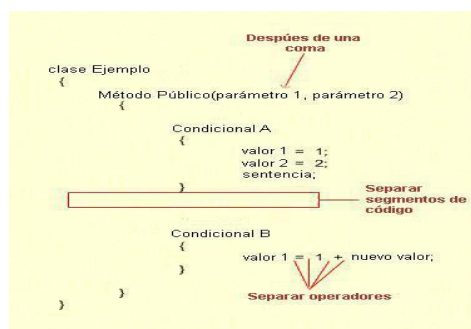 Despúes de una
coma
clase Ejemplo
{
Método Público(parámetro 1, parámetro 2)
{
Condicional A
{
valor 1 = 1;
valor 2 = 2;
sentencia;
}
Separar
segmentos de
código
Condicional B
{
valor 1 = 1 + nuevo valor;
}
Separar operadores
}
}